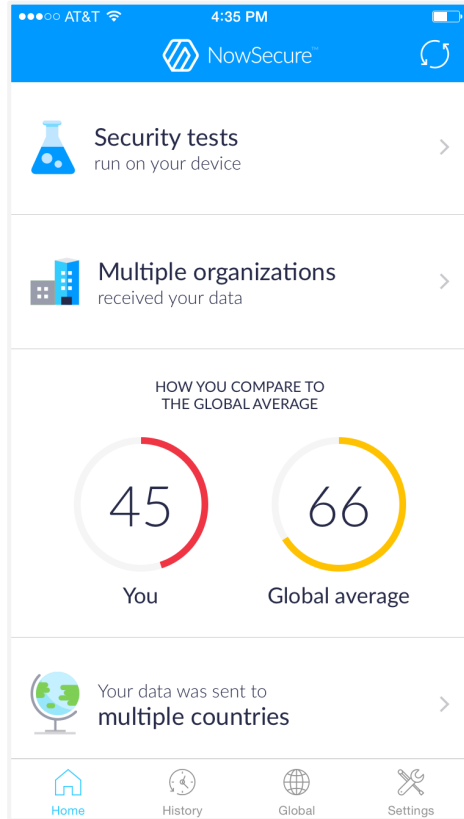 AT&T 4:35 PM
NowSecure™
Security tests
run on your device
Multiple organizations
received your data
HOW YOU COMPARE TO
THE GLOBAL AVERAGE
45 66
You Global average
Your data was sent to
multiple countries
Home History Global Settings